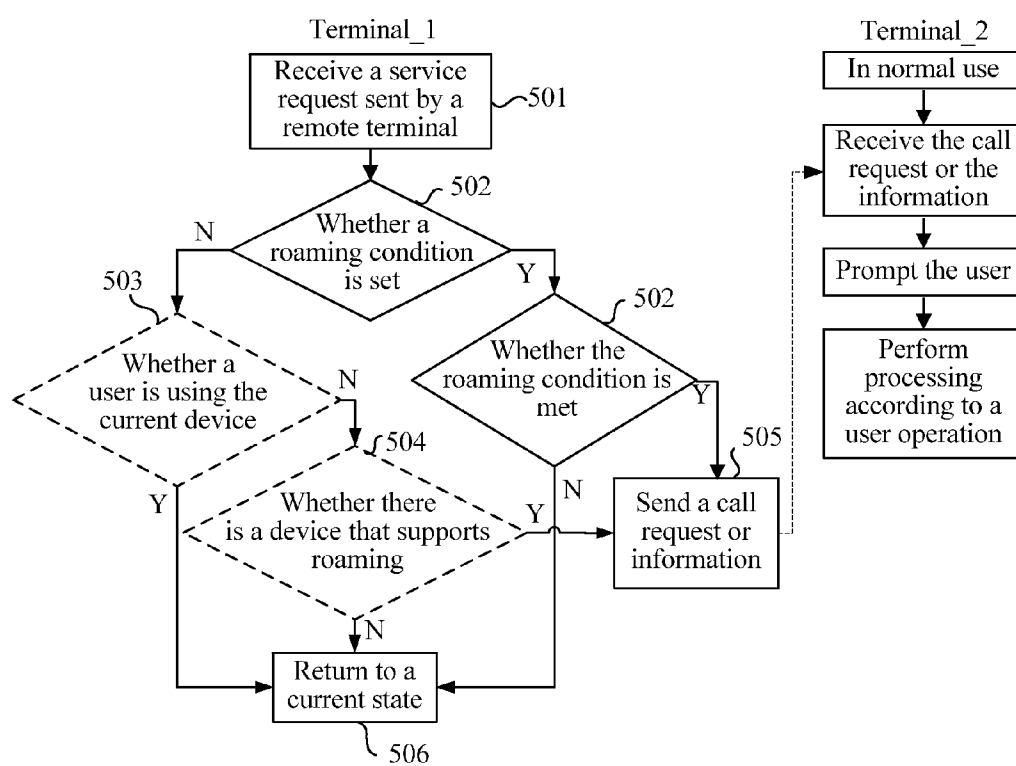 Terminal_1
Receive a service
request sent by a
remote terminal
501
502
Whether a
roaming condition
is set
N
Y
503
Whether a
user is using the
current device
N
Y
502
Whether the
roaming condition is
met
Y
N
504
Whether there
is a device that supports
roaming
Y
N
505
Send a call
request or
information
Return to a
current state
506
Terminal_2
In normal use
Receive the call
request or the
information
Prompt the user
Perform
processing
according to a
user operation